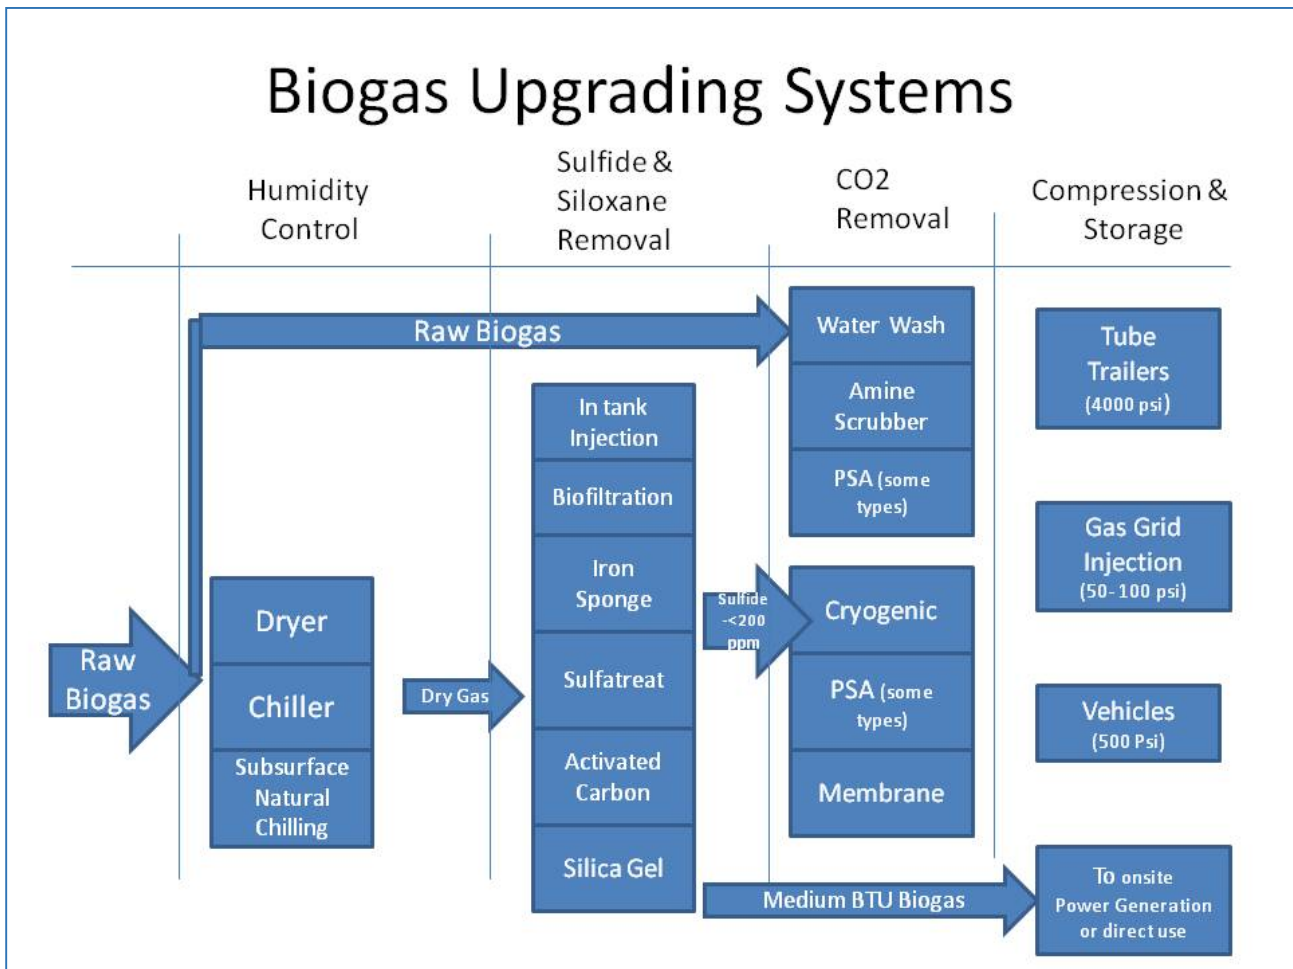 Biogas Upgrading Systems
Humidity
Control
Sulfide &
Siloxane
Removal
CO2
Removal
Compression &
Storage
Raw Biogas
Raw
Biogas
Dryer
Chiller
Subsurface
Natural
Chilling
Dry Gas
In tank
Injection
Biofiltration
Iron
Sponge
Sulfatreat
Activated
Carbon
Silica Gel
Sulfide
-<200
ppm
Water Wash
Amine
Scrubber
PSA (some
types)
Cryogenic
PSA (some
types)
Membrane
Medium BTU Biogas
Tube
Trailers
(4000 psi)
Gas Grid
Injection
(50-100 psi)
Vehicles
(500 Psi)
To onsite
Power Generation
or direct use